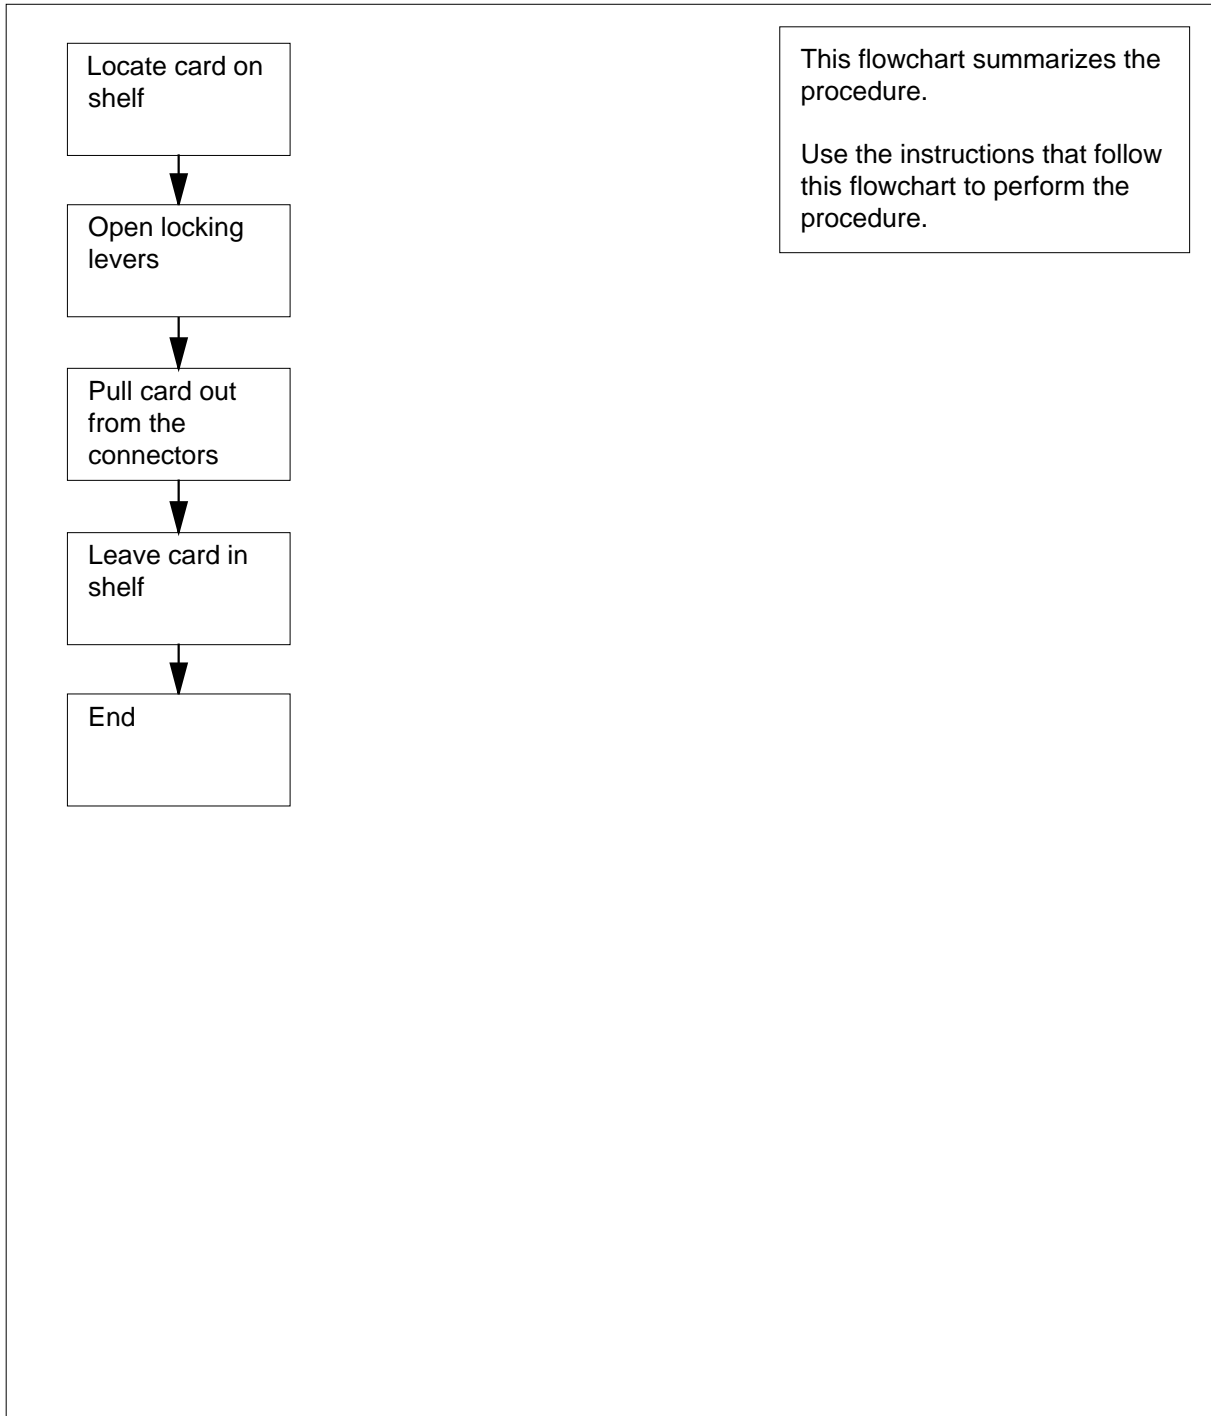 Locate card on
shelf
Open locking
levers
Pull card out
from the
connectors
Leave card in
shelf
End
This flowchart summarizes the
procedure.
Use the instructions that follow
this flowchart to perform the
procedure.